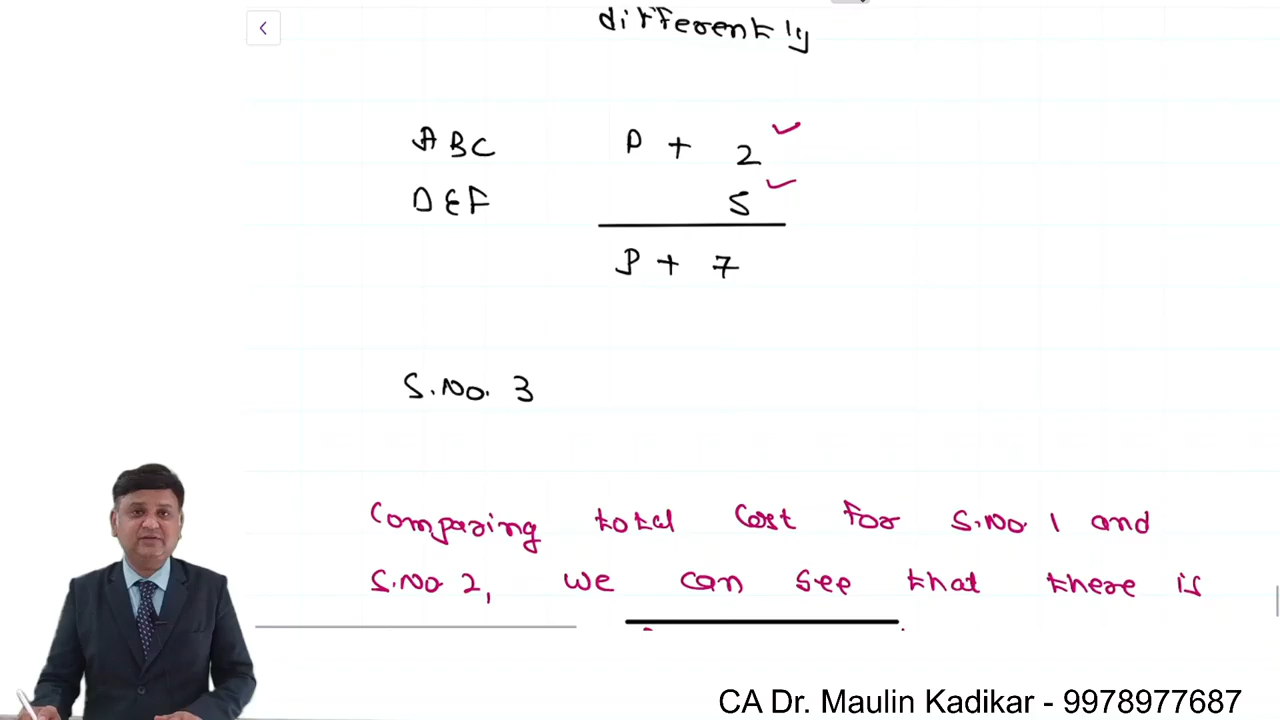 differently
ABC P + 2
DEF 5
P + 7
S.No. 3
Comparing total cost for S.No. 1 and
S.No 2, we can see that there is
CA Dr. Maulin Kadikar - 9978977687